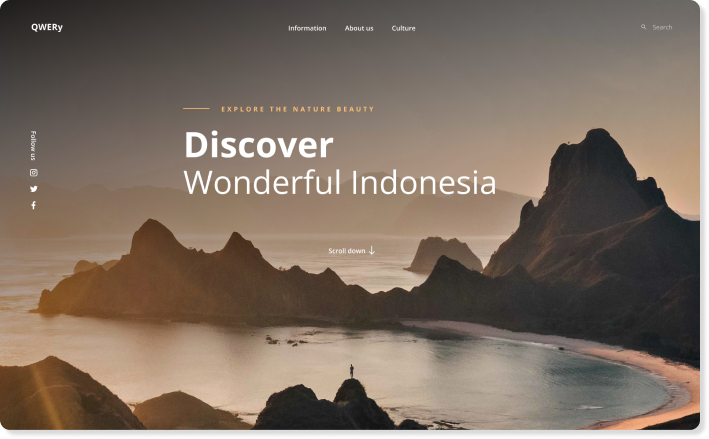 QWERy
Information
About us
Culture
Search
EXPLORE THE NATURE BEAUTY
Discover
Wonderful Indonesia
Follow us
Scroll down